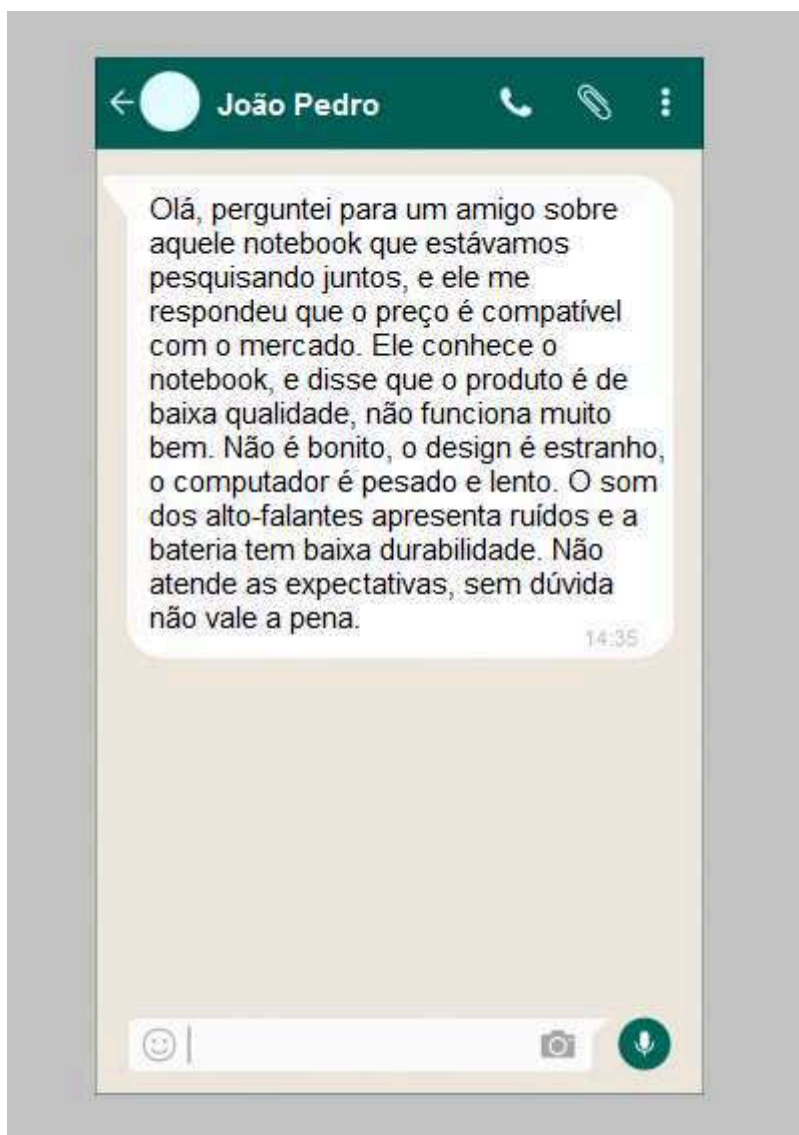 João Pedro
Olá, perguntei para um amigo sobre
aquele notebook que estávamos
pesquisando juntos, e ele me
respondeu que o preço é compatível
com o mercado. Ele conhece o
notebook, e disse que o produto é de
baixa qualidade, não funciona muito
bem. Não é bonito, o design é estranho,
o computador é pesado e lento. O som
dos alto-falantes apresenta ruídos e a
bateria tem baixa durabilidade. Não
atende as expectativas, sem dúvida
não vale a pena.
14:35